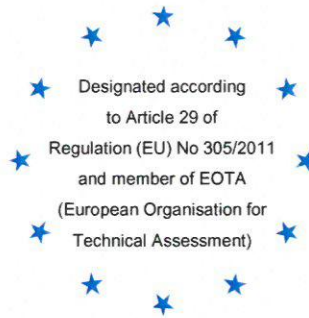 Designated according
to Article 29 of
Regulation (EU) No 305/2011
and member of EOTA
(European Organisation for
Technical Assessment)